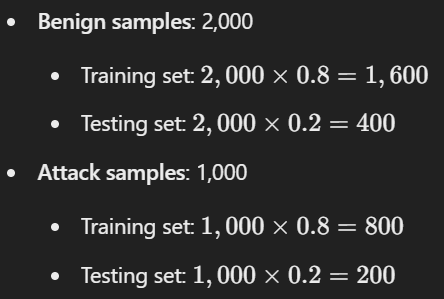 • Benign samples: 2,000
• Training set: 2,000 × 0.8 = 1,600
• Testing set: 2,000 × 0.2 = 400
• Attack samples: 1,000
• Training set: 1,000 × 0.8 = 800
• Testing set: 1,000 × 0.2 = 200